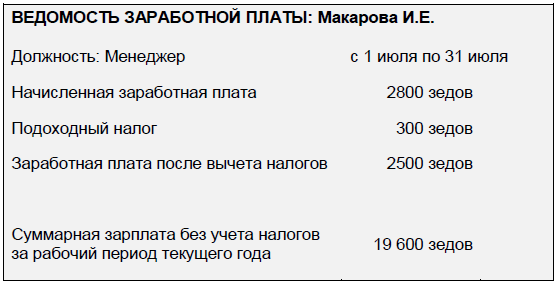 ВЕДОМОСТЬ ЗАРАБОТНОЙ ПЛАТЫ: Макарова И.Е.
Должность: Менеджер с 1 июля по 31 июля
Начисленная заработная плата 2800 зедов
Подоходный налог 300 зедов
Заработная плата после вычета налогов 2500 зедов
Суммарная зарплата без учета налогов
за рабочий период текущего года 19 600 зедов